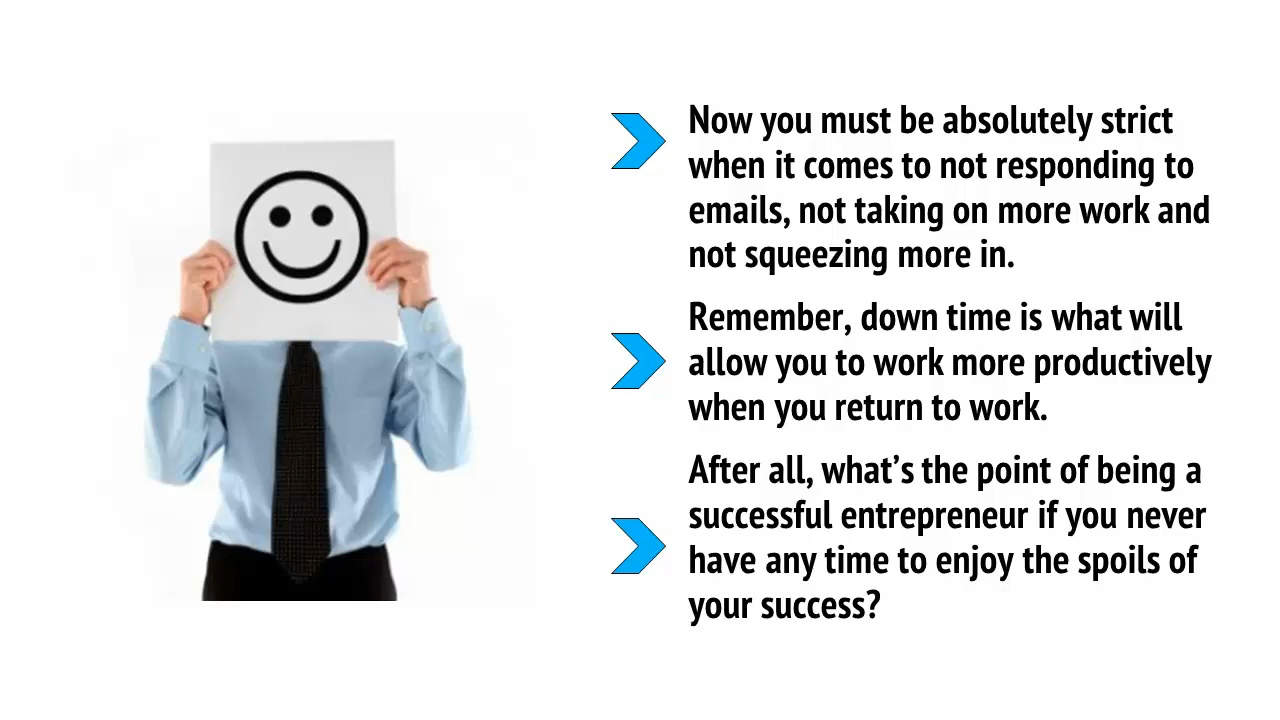 Now you must be absolutely strict
when it comes to not responding to
emails, not taking on more work and
not squeezing more in.
Remember, down time is what will
allow you to work more productively
when you return to work.
After all, what’s the point of being a
successful entrepreneur if you never
have any time to enjoy the spoils of
your success?